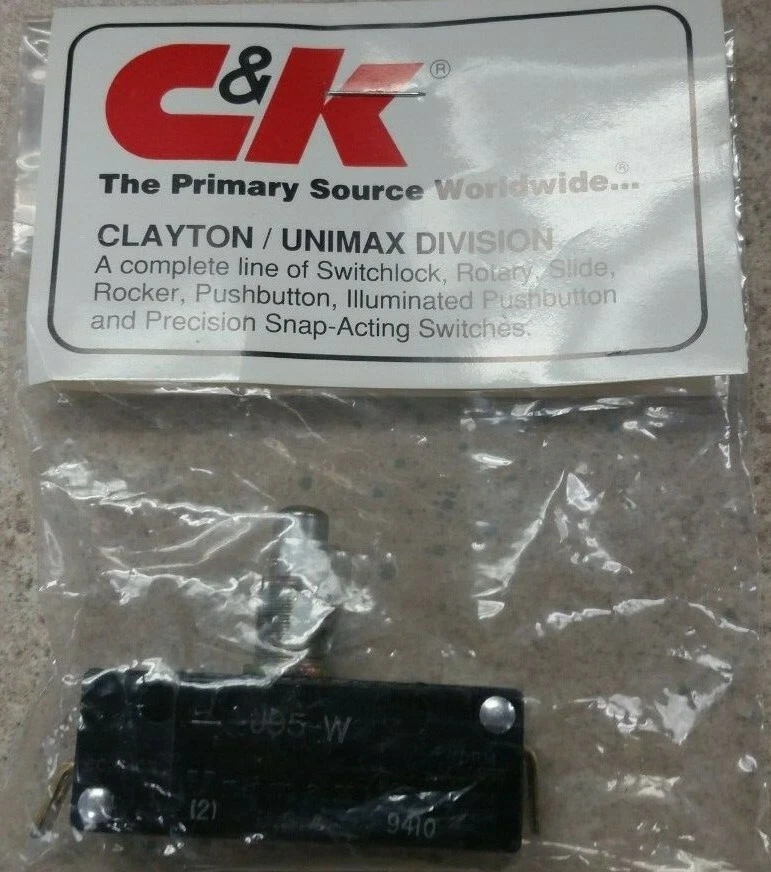 C&K®
The Primary Source Worldwide...®
CLAYTON / UNIMAX DIVISION
A complete line of Switchlock, Rotary, Slide,
Rocker, Pushbutton, Illuminated Pushbutton
and Precision Snap-Acting Switches.
J95-W
(2)
9410